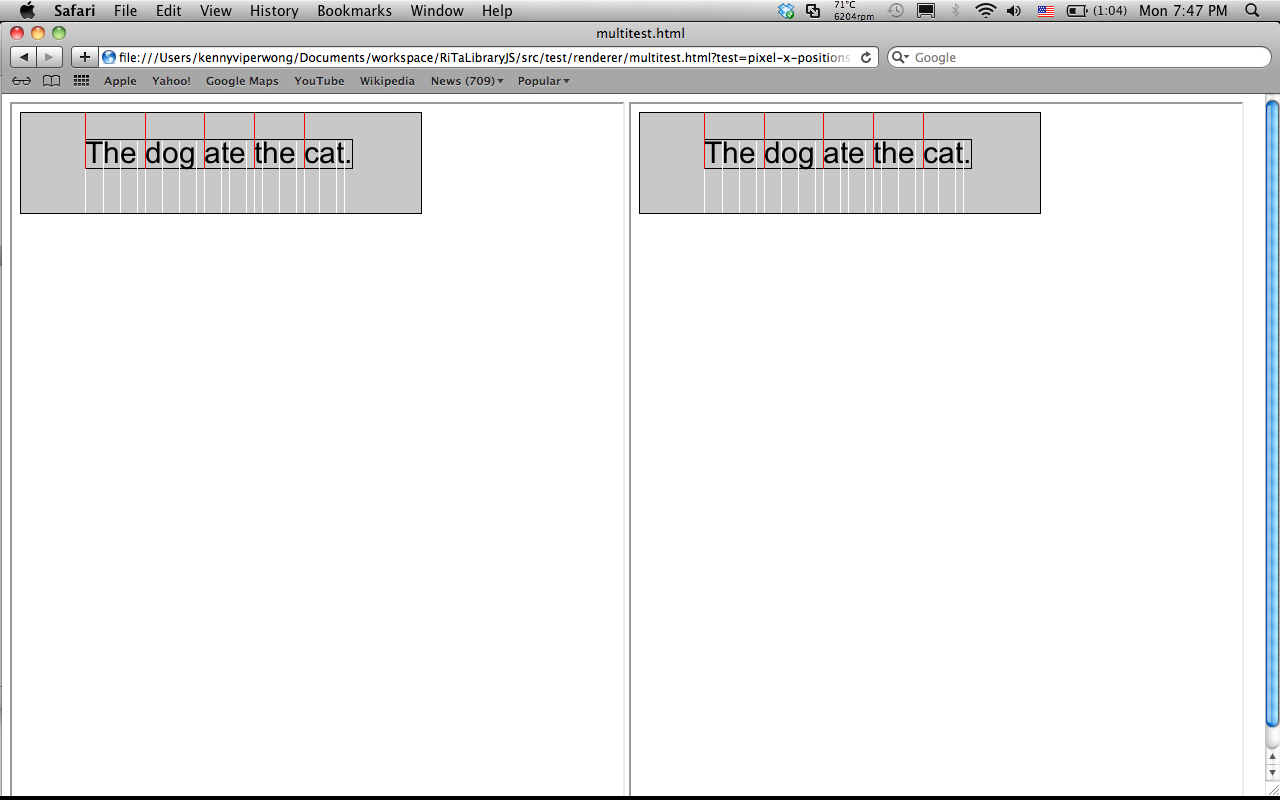 Safari File Edit View History Bookmarks Window Help 71°C 6204rpm (1:04) Mon 7:47 PM
multitest.html
file:///Users/kennyviperwong/Documents/workspace/RiTaLibraryJS/src/test/renderer/multitest.html?test=pixel-x-positions Google
Apple Yahoo! Google Maps YouTube Wikipedia News (709) Popular
The dog ate the cat. The dog ate the cat.